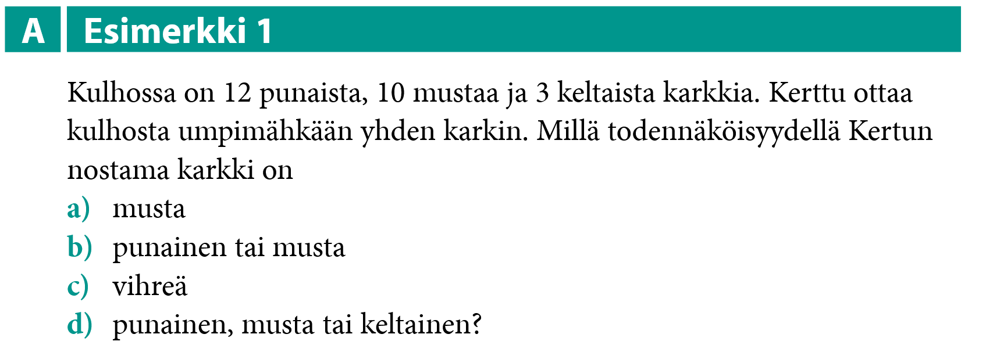 A Esimerkki 1
Kulhossa on 12 punaista, 10 mustaa ja 3 keltaista karkkia. Kerttu ottaa
kulhosta umpimähkään yhden karkin. Millä todennäköisyydellä Kertun
nostama karkki on
a) musta
b) punainen tai musta
c) vihreä
d) punainen, musta tai keltainen?